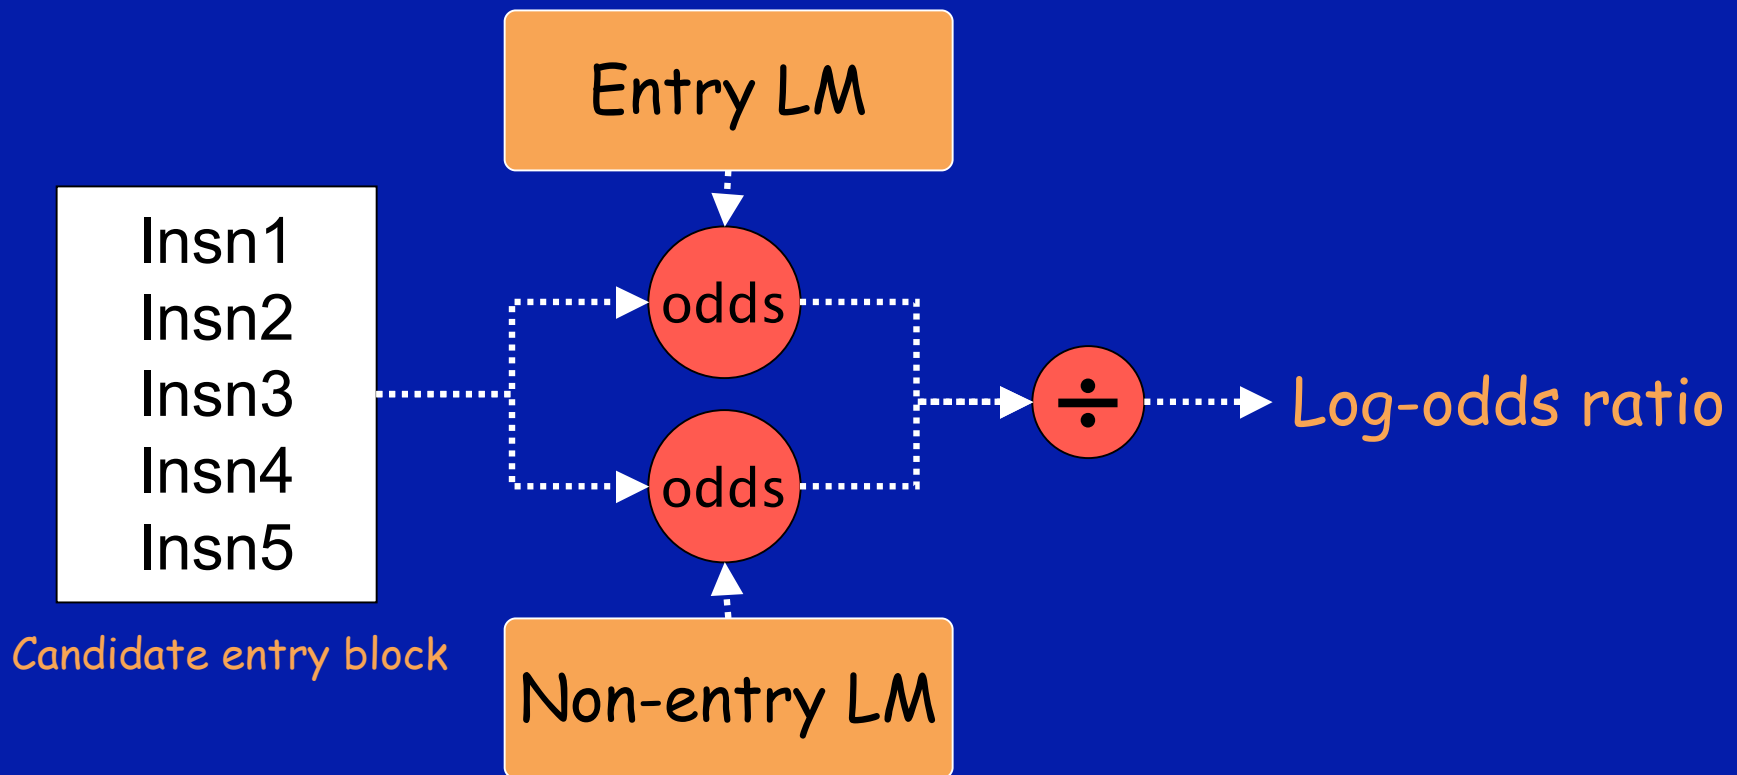 Entry LM
Insn1
Insn2
Insn3
Insn4
Insn5
Candidate entry block
odds
odds
÷
Log-odds ratio
Non-entry LM